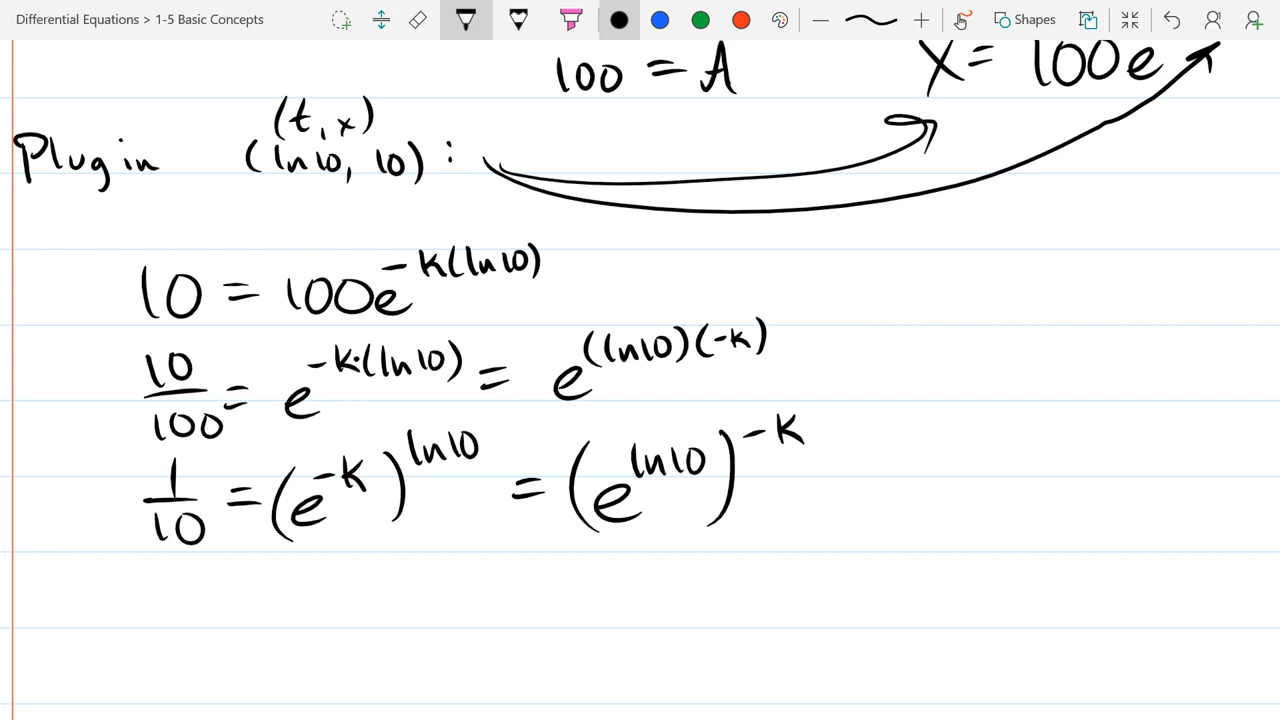 Differential Equations > 1-5 Basic Concepts
Shapes
100 = A
x = 100e
(t, x)
Plug in (ln10, 10) :
10 = 100e^{-k(ln10)}
10/100 = e^{-k·(ln10)} = e^{(ln10)(-k)}
1/10 = (e^{-k})^{ln10} = (e^{ln10})^{-k}